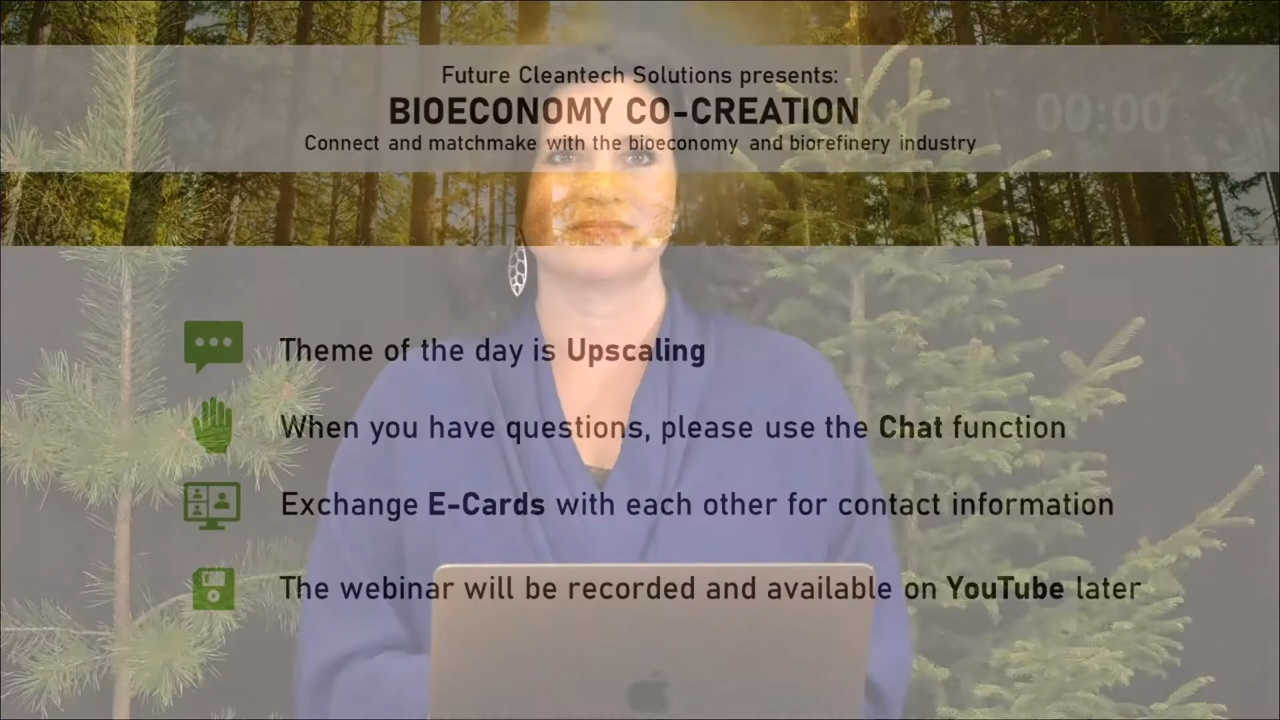 Future Cleantech Solutions presents:
BIOECONOMY CO-CREATION
00:00
Connect and matchmake with the bioeconomy and biorefinery industry
Theme of the day is Upscaling
When you have questions, please use the Chat function
Exchange E-Cards with each other for contact information
The webinar will be recorded and available on YouTube later